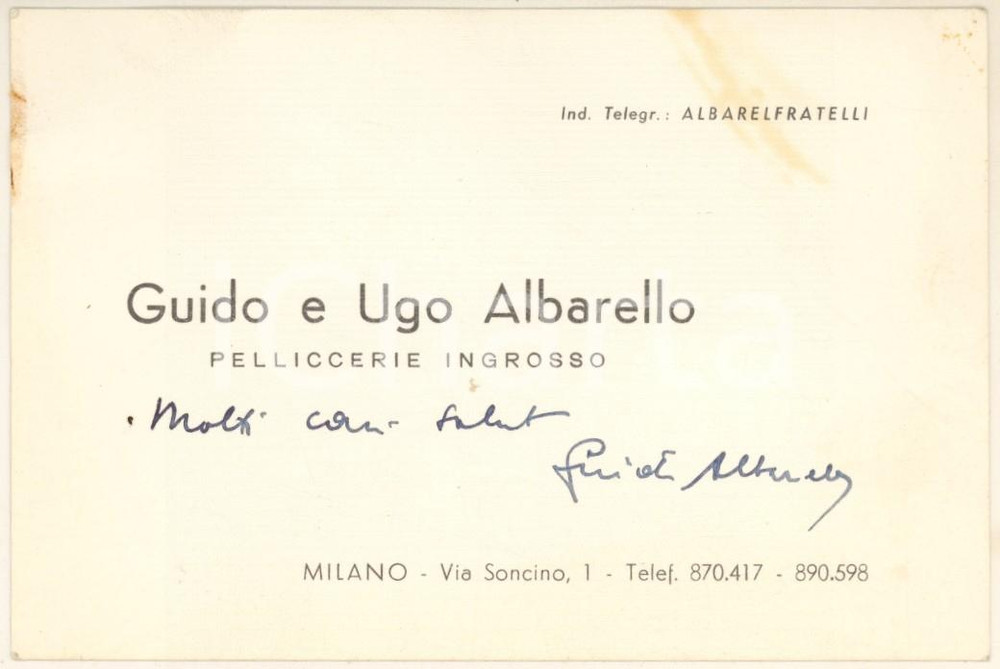 Ind. Telegr.: ALBARELFRATELLI
Guido e Ugo Albarello
PELLICCERIE INGROSSO
Molti cari saluti
Guido Albarello
MILANO - Via Soncino, 1 - Telef. 870.417 - 890.598